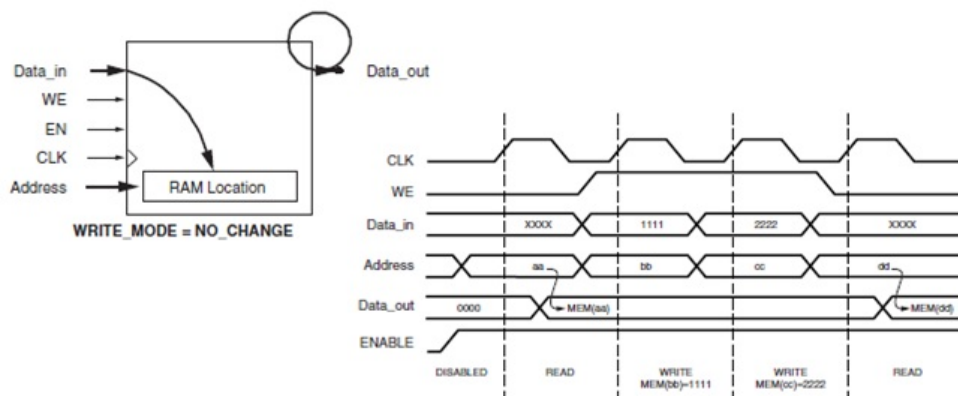 Data_in
Data_out
WE
EN
CLK
Address
RAM Location
WRITE_MODE = NO_CHANGE
CLK
WE
Data_in XXXX 1111 2222 XXXX
Address aa bb cc dd
Data_out 0000 MEM(aa) MEM(dd)
ENABLE
DISABLED READ WRITE WRITE READ
MEM(bb)=1111 MEM(cc)=2222